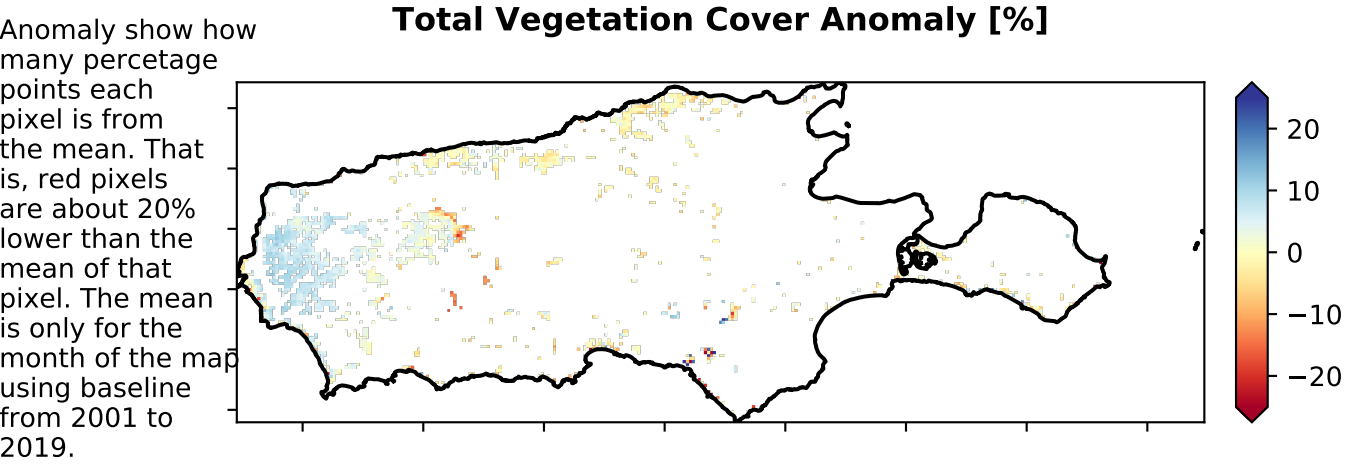 Total Vegetation Cover Anomaly [%]
Anomaly show how
many percetage
points each
pixel is from
the mean. That
is, red pixels
are about 20%
lower than the
mean of that
pixel. The mean
is only for the
month of the map
using baseline
from 2001 to
2019.
20
10
0
−10
−20